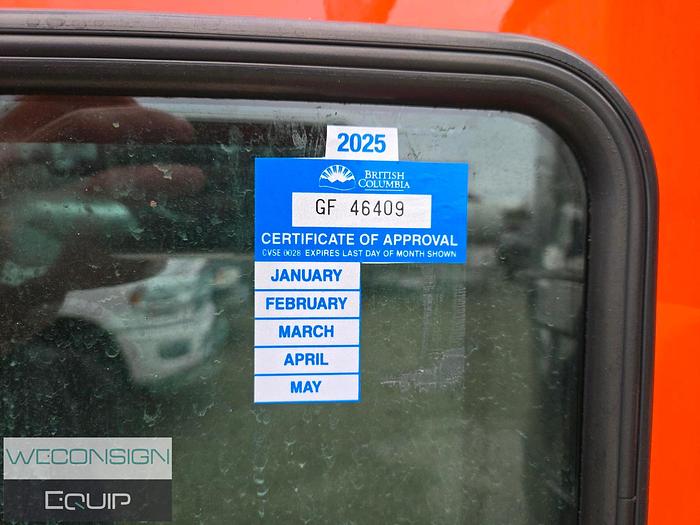 2025
BRITISH
COLUMBIA
GF 46409
CERTIFICATE OF APPROVAL
CVSE 0028 EXPIRES LAST DAY OF MONTH SHOWN
JANUARY
FEBRUARY
MARCH
APRIL
MAY
WECONSIGN
EQUIP